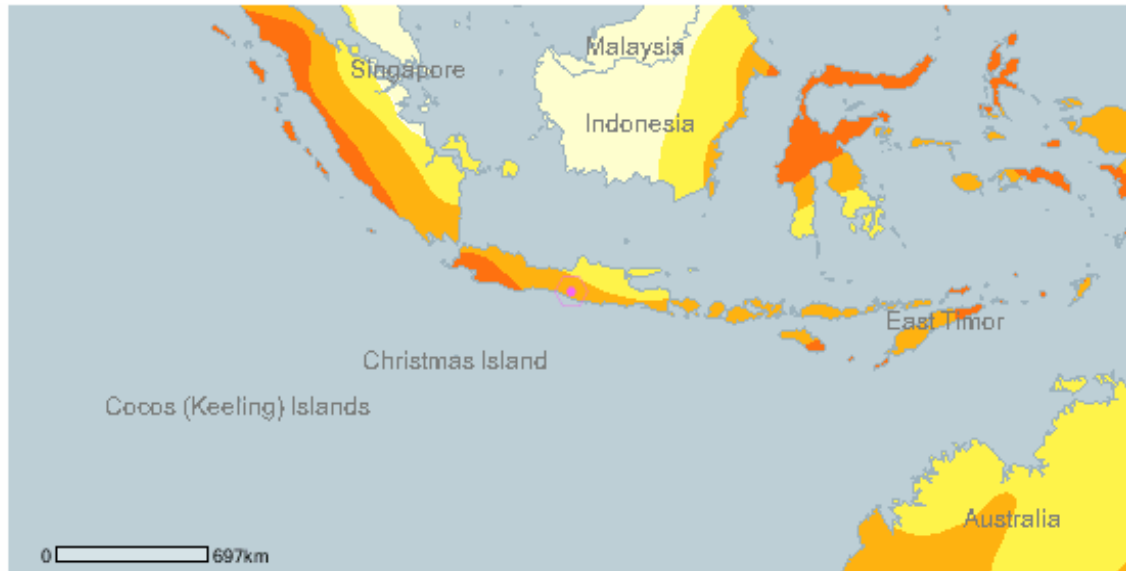 Malaysia
Singapore
Indonesia
East Timor
Christmas Island
Cocos (Keeling) Islands
Australia
0 697km